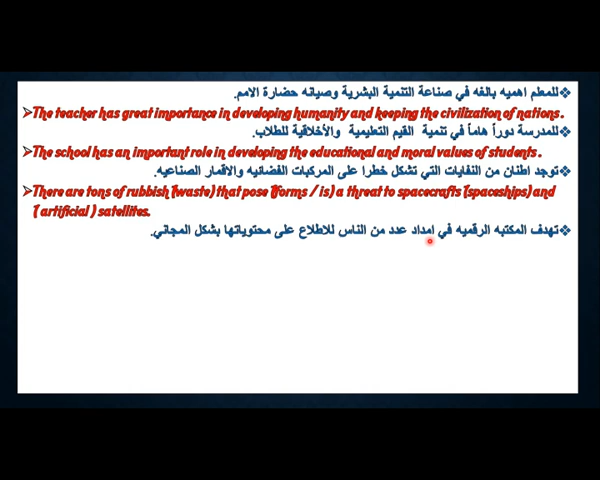 ❖للمعلم اهميه بالغه في صناعة التنمية البشرية وصيانه حضارة الامم.
➢The teacher has great importance in developing humanity and keeping the civilization of nations .
❖للمدرسة دوراً هاماً في تنمية القيم التعليمية والأخلاقية للطلاب.
➢The school has an important role in developing the educational and moral values of students .
❖توجد اطنان من النفايات التي تشكل خطرا على المركبات الفضائيه والاقمار الصناعيه.
➢There are tons of rubbish (waste) that pose (forms / is) a threat to spacecrafts (spaceships) and
( artificial ) satellites.
❖تهدف المكتبه الرقميه في امداد عدد من الناس للاطلاع على محتوياتها بشكل المجاني.